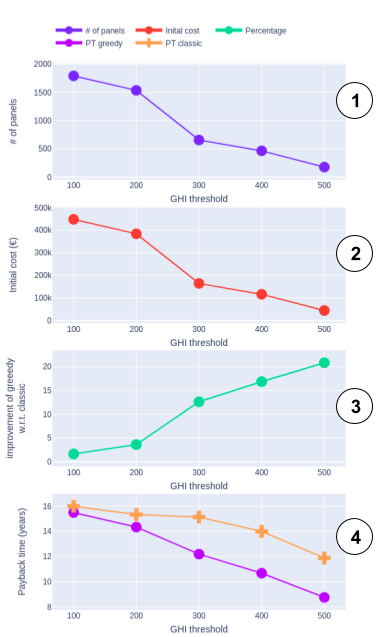 # of panels Inital cost Percentage
PT greedy PT classic
# of panels
2000
1500
1000
500
0
100 200 300 400 500
GHI threshold
1
Initial cost (€)
500k
400k
300k
200k
100k
0
100 200 300 400 500
GHI threshold
2
improvement of greeedy
w.r.t. classic
20
15
10
5
0
100 200 300 400 500
GHI threshold
3
Payback time (years)
16
14
12
10
8
100 200 300 400 500
GHI threshold
4